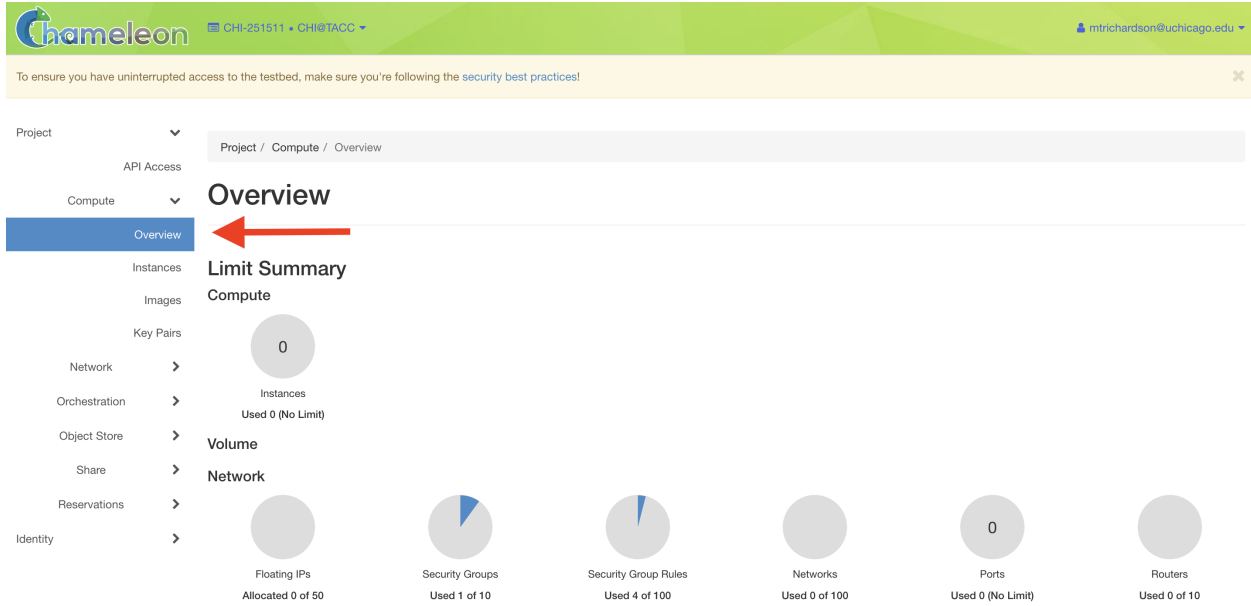 Chameleon
CHI-251511 • CHI@TACC
mtrichardson@uchicago.edu
To ensure you have uninterrupted access to the testbed, make sure you're following the security best practices!
Project
API Access
Compute
Overview
Instances
Images
Key Pairs
Network
Orchestration
Object Store
Share
Reservations
Identity
Project / Compute / Overview
Overview
Limit Summary
Compute
0
Instances
Used 0 (No Limit)
Volume
Network
Floating IPs
Allocated 0 of 50
Security Groups
Used 1 of 10
Security Group Rules
Used 4 of 100
Networks
Used 0 of 100
0
Ports
Used 0 (No Limit)
Routers
Used 0 of 10